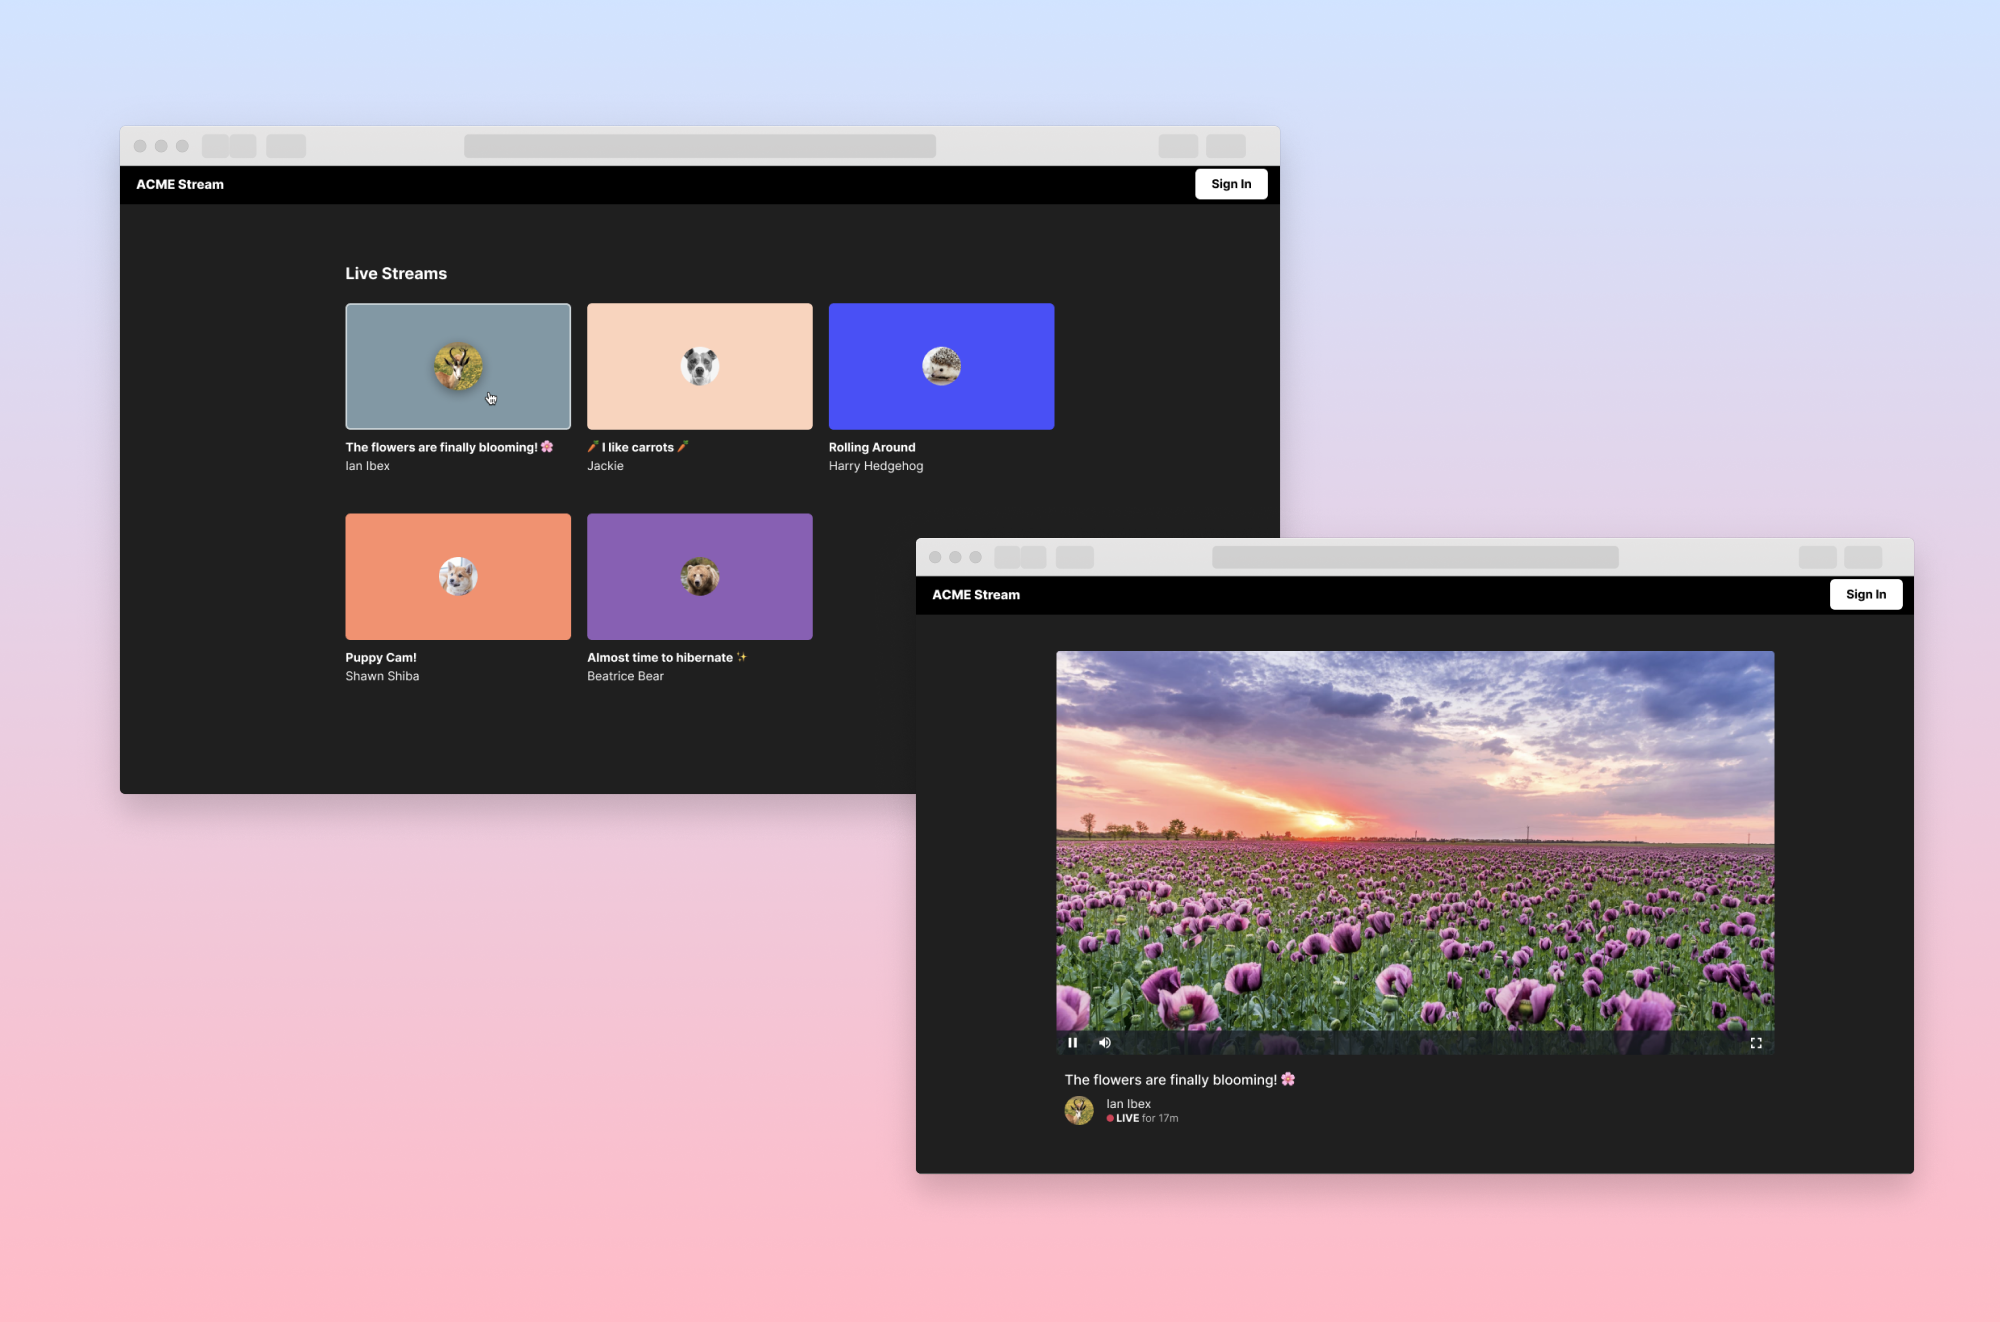 ACME Stream
Sign In
Live Streams
The flowers are finally blooming! 🌸
Ian Ibex
🥕 I like carrots 🥕
Jackie
Rolling Around
Harry Hedgehog
Puppy Cam!
Shawn Shiba
Almost time to hibernate ✨
Beatrice Bear
ACME Stream
Sign In
The flowers are finally blooming! 🌸
Ian Ibex
LIVE for 17m